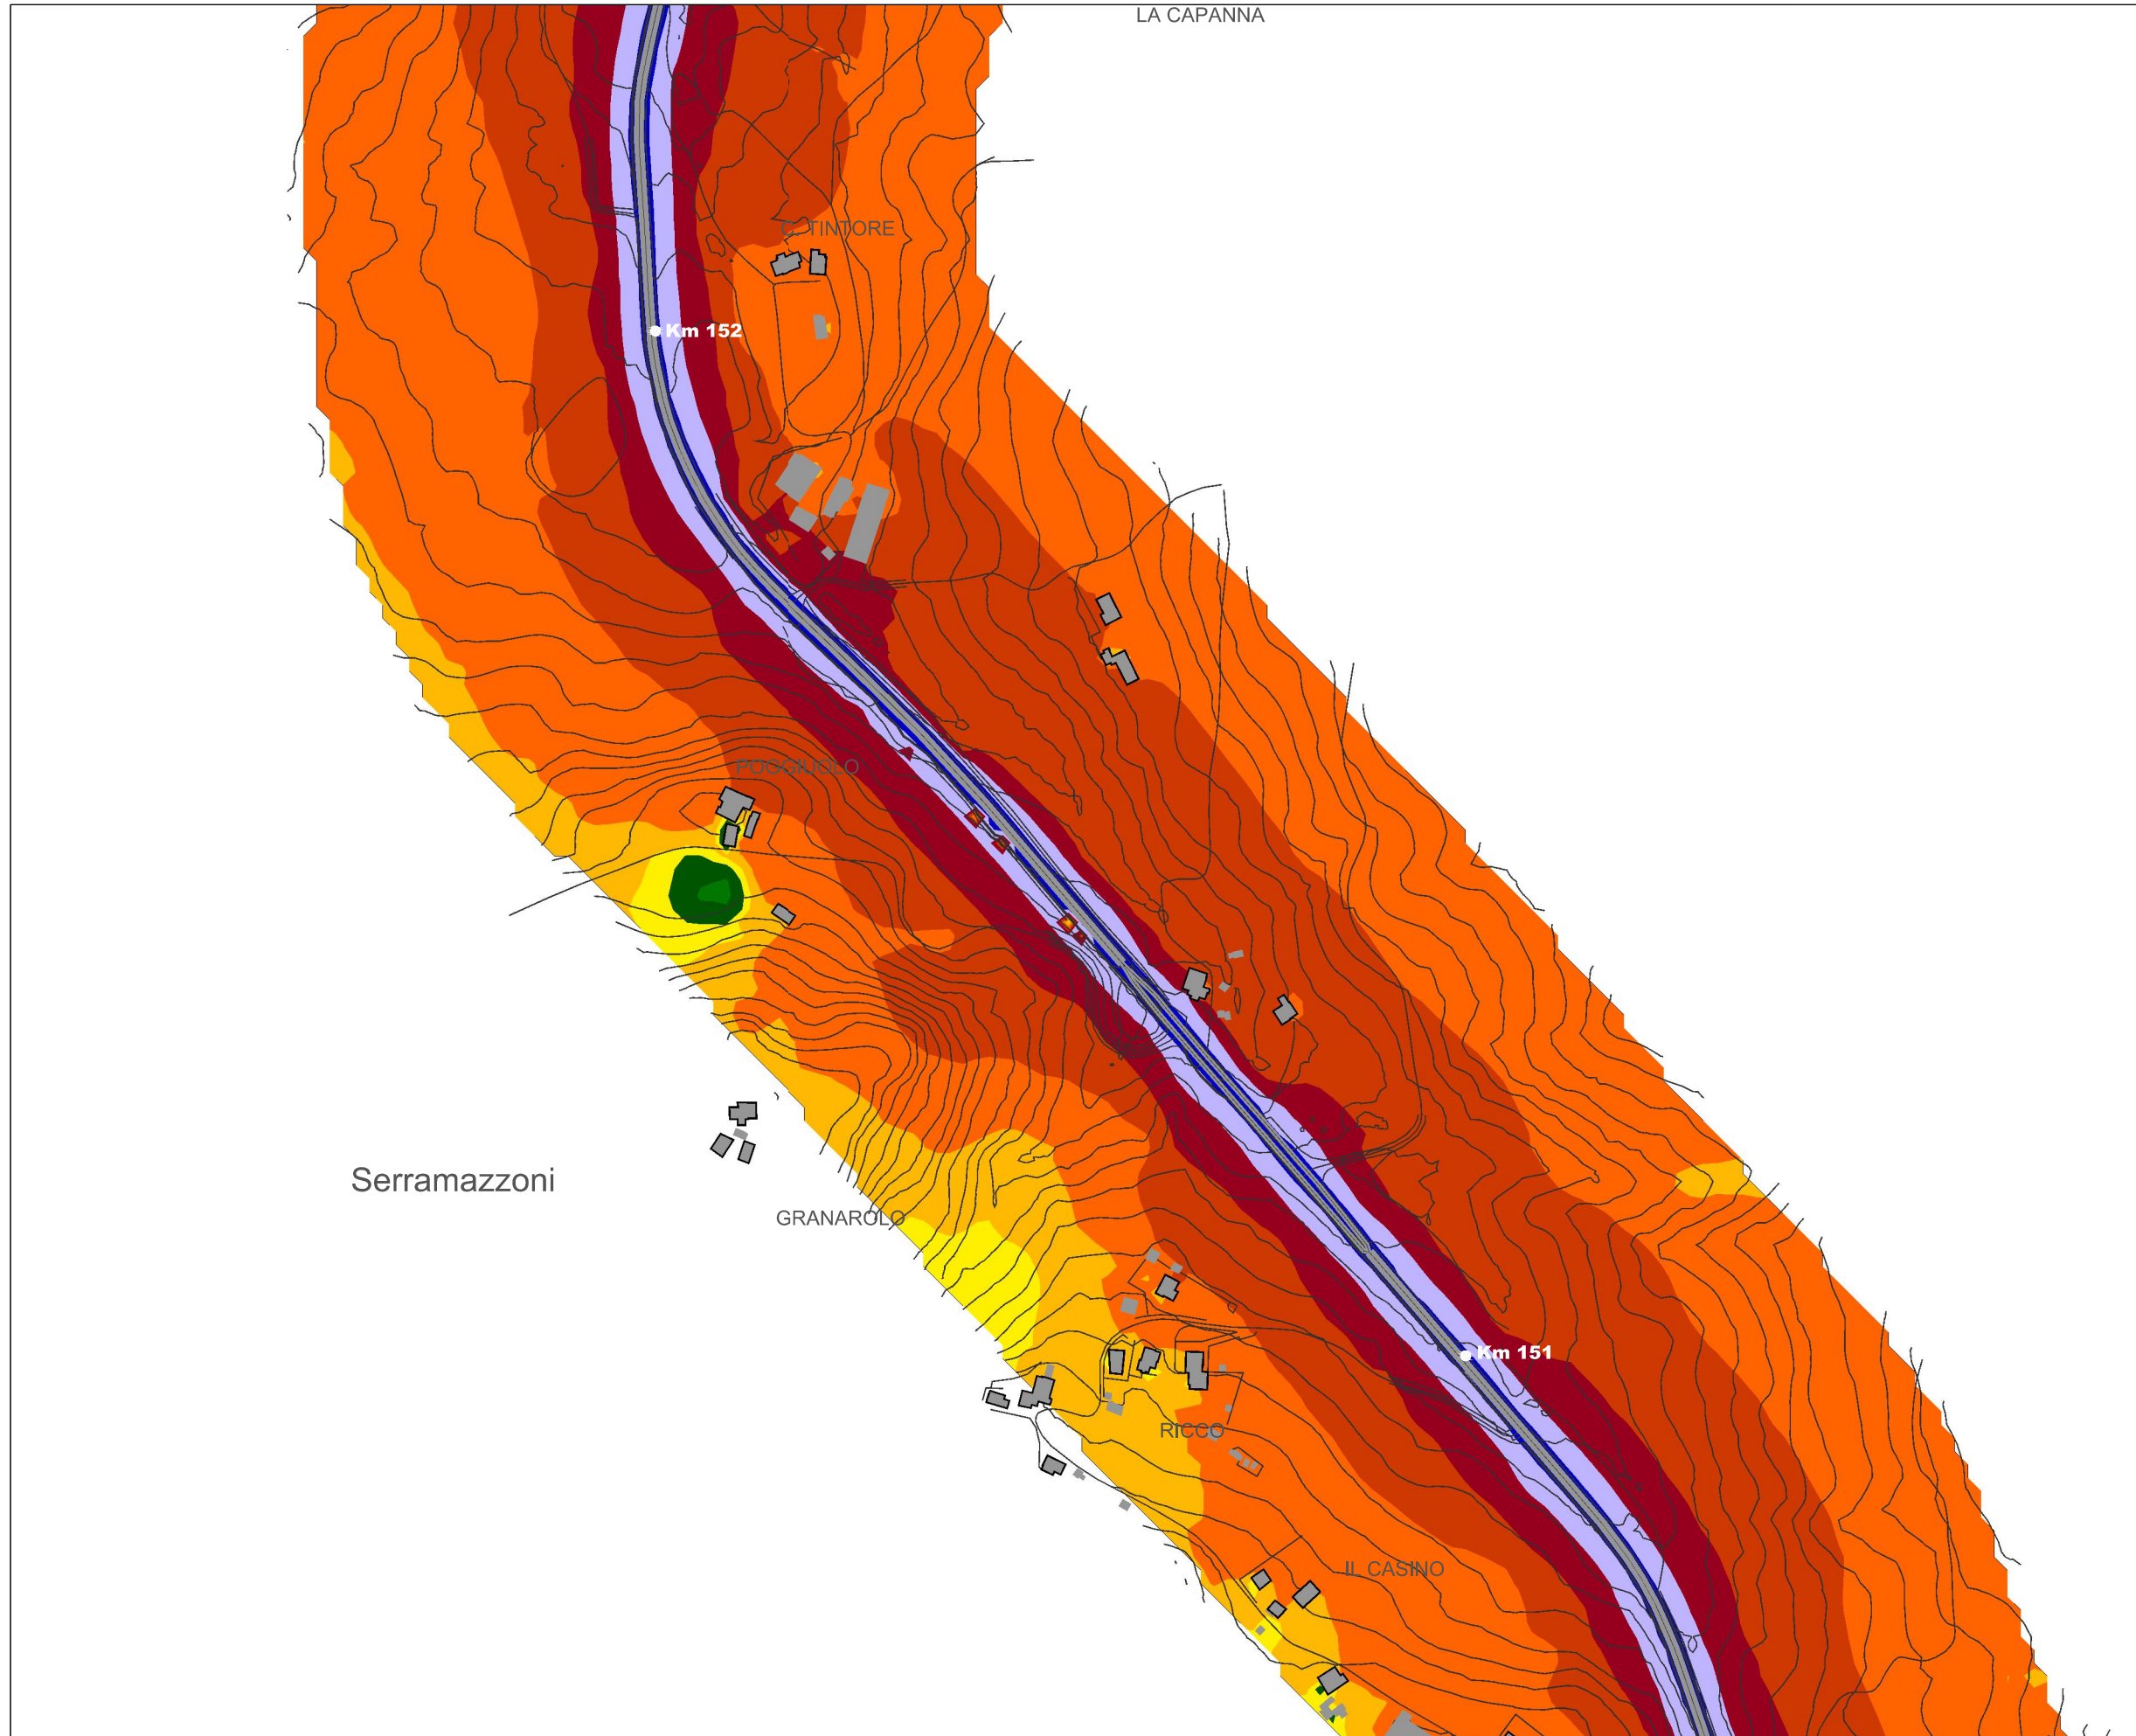 LA CAPANNA
C. TINTORE
Km 152
POGGIUOLO
Serramazzoni
GRANAROLO
Km 151
RICCO
IL CASINO